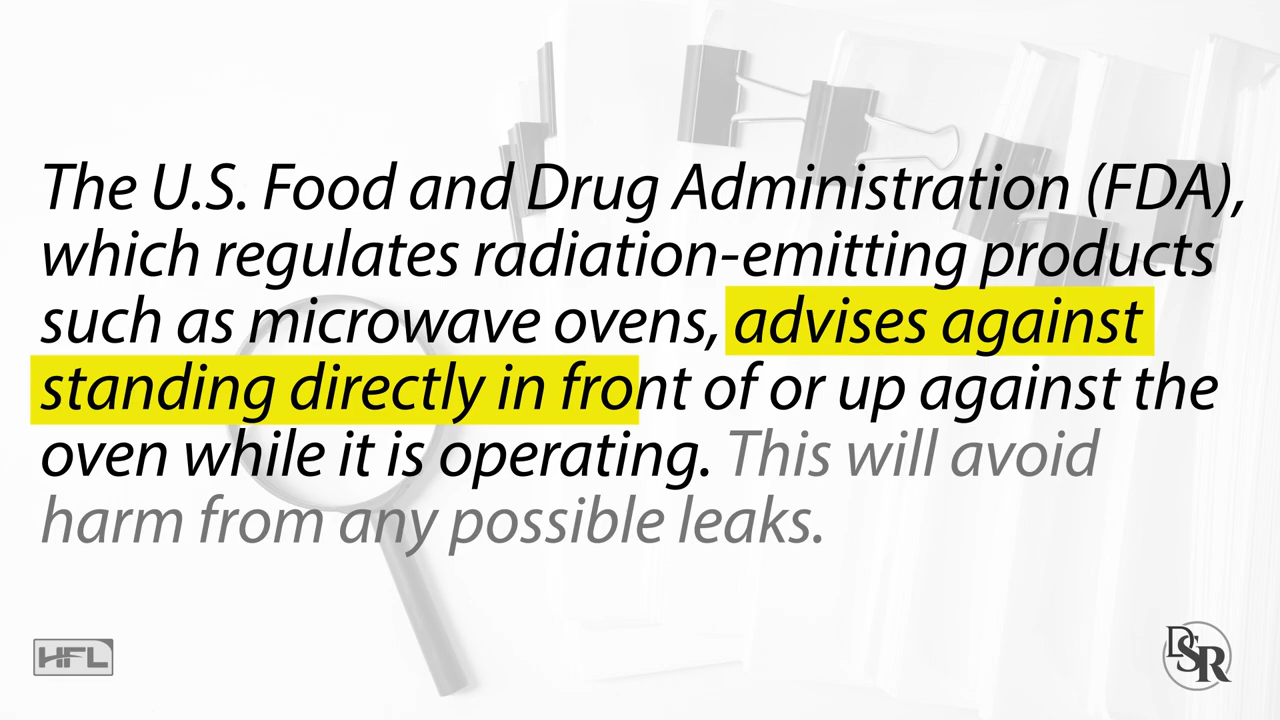 The U.S. Food and Drug Administration (FDA),
which regulates radiation-emitting products
such as microwave ovens, advises against
standing directly in front of or up against the
oven while it is operating. This will avoid
harm from any possible leaks.
HFL
DSR